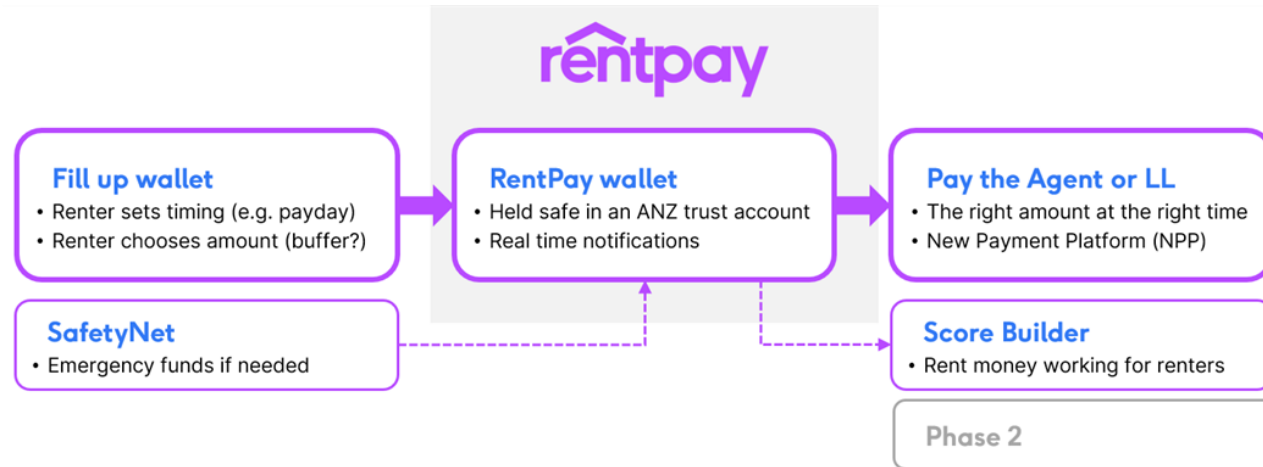 rentpay
Fill up wallet
• Renter sets timing (e.g. payday)
• Renter chooses amount (buffer?)
RentPay wallet
• Held safe in an ANZ trust account
• Real time notifications
Pay the Agent or LL
• The right amount at the right time
• New Payment Platform (NPP)
SafetyNet
• Emergency funds if needed
Score Builder
• Rent money working for renters
Phase 2